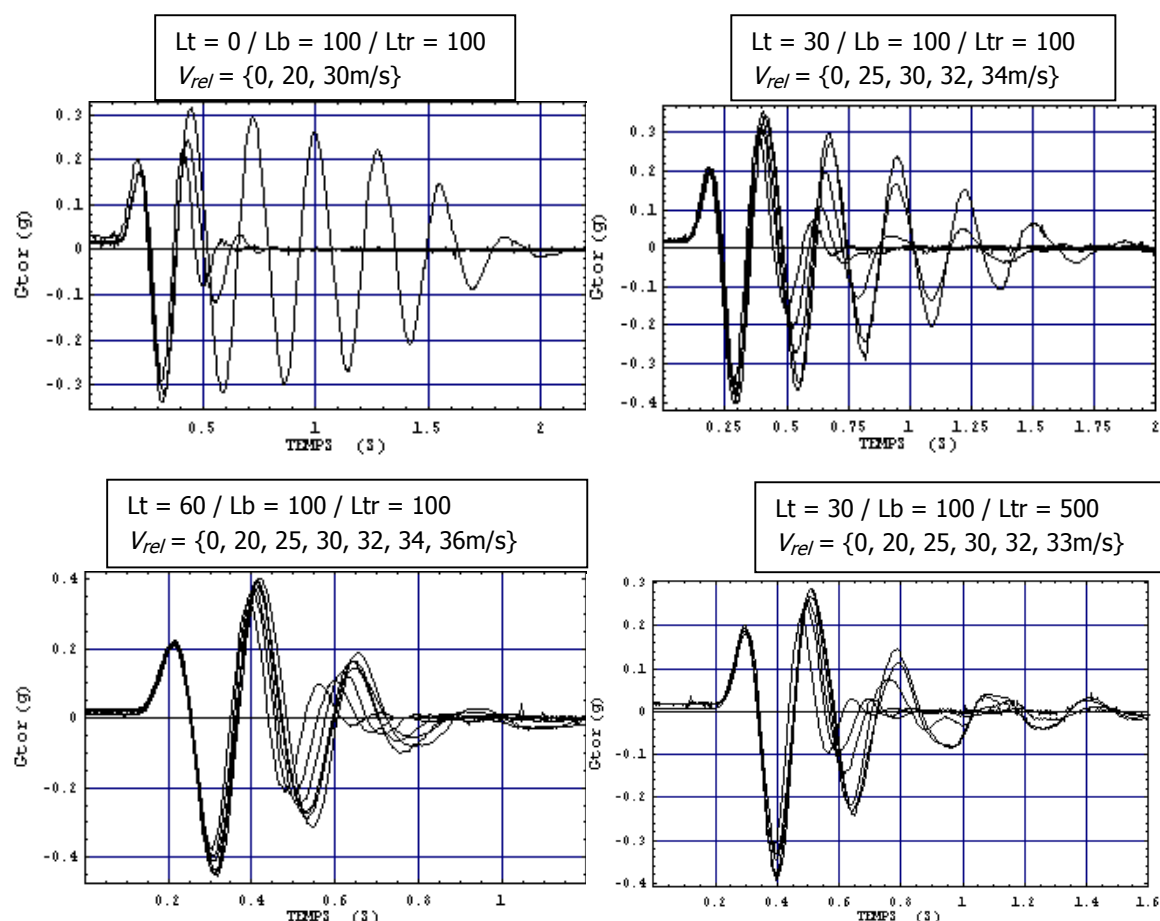 Lt = 0 / Lb = 100 / Ltr = 100
Vrel = {0, 20, 30m/s}
0.3
0.2
0.1
0
-0.1
-0.2
-0.3
Gtor (g)
0.5 1 1.5 2
TEMPS (S)
Lt = 30 / Lb = 100 / Ltr = 100
Vrel = {0, 25, 30, 32, 34m/s}
0.3
0.2
0.1
0
-0.1
-0.2
-0.3
-0.4
Gtor (g)
0.25 0.5 0.75 1 1.25 1.5 1.75 2
TEMPS (S)
Lt = 60 / Lb = 100 / Ltr = 100
Vrel = {0, 20, 25, 30, 32, 34, 36m/s}
0.4
0.2
0
-0.2
-0.4
Gtor (g)
0.2 0.4 0.6 0.8 1
TEMPS (S)
Lt = 30 / Lb = 100 / Ltr = 500
Vrel = {0, 20, 25, 30, 32, 33m/s}
0.3
0.2
0.1
0
-0.1
-0.2
-0.3
-0.4
Gtor (g)
0.2 0.4 0.6 0.8 1 1.2 1.4 1.6
TEMPS (S)